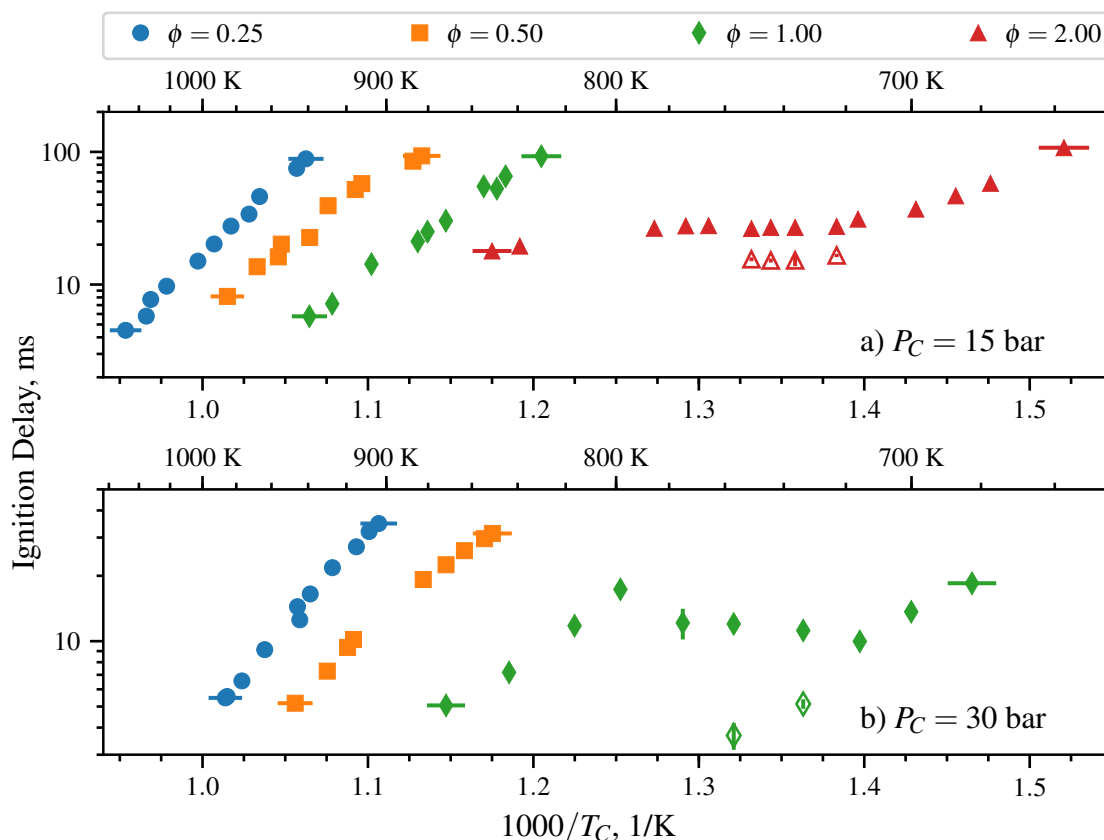 ϕ = 0.25 ϕ = 0.50 ϕ = 1.00 ϕ = 2.00
1000 K 900 K 800 K 700 K
100
10
a) P_C = 15 bar
1.0 1.1 1.2 1.3 1.4 1.5
Ignition Delay, ms
1000 K 900 K 800 K 700 K
10
b) P_C = 30 bar
1.0 1.1 1.2 1.3 1.4 1.5
1000/T_C, 1/K